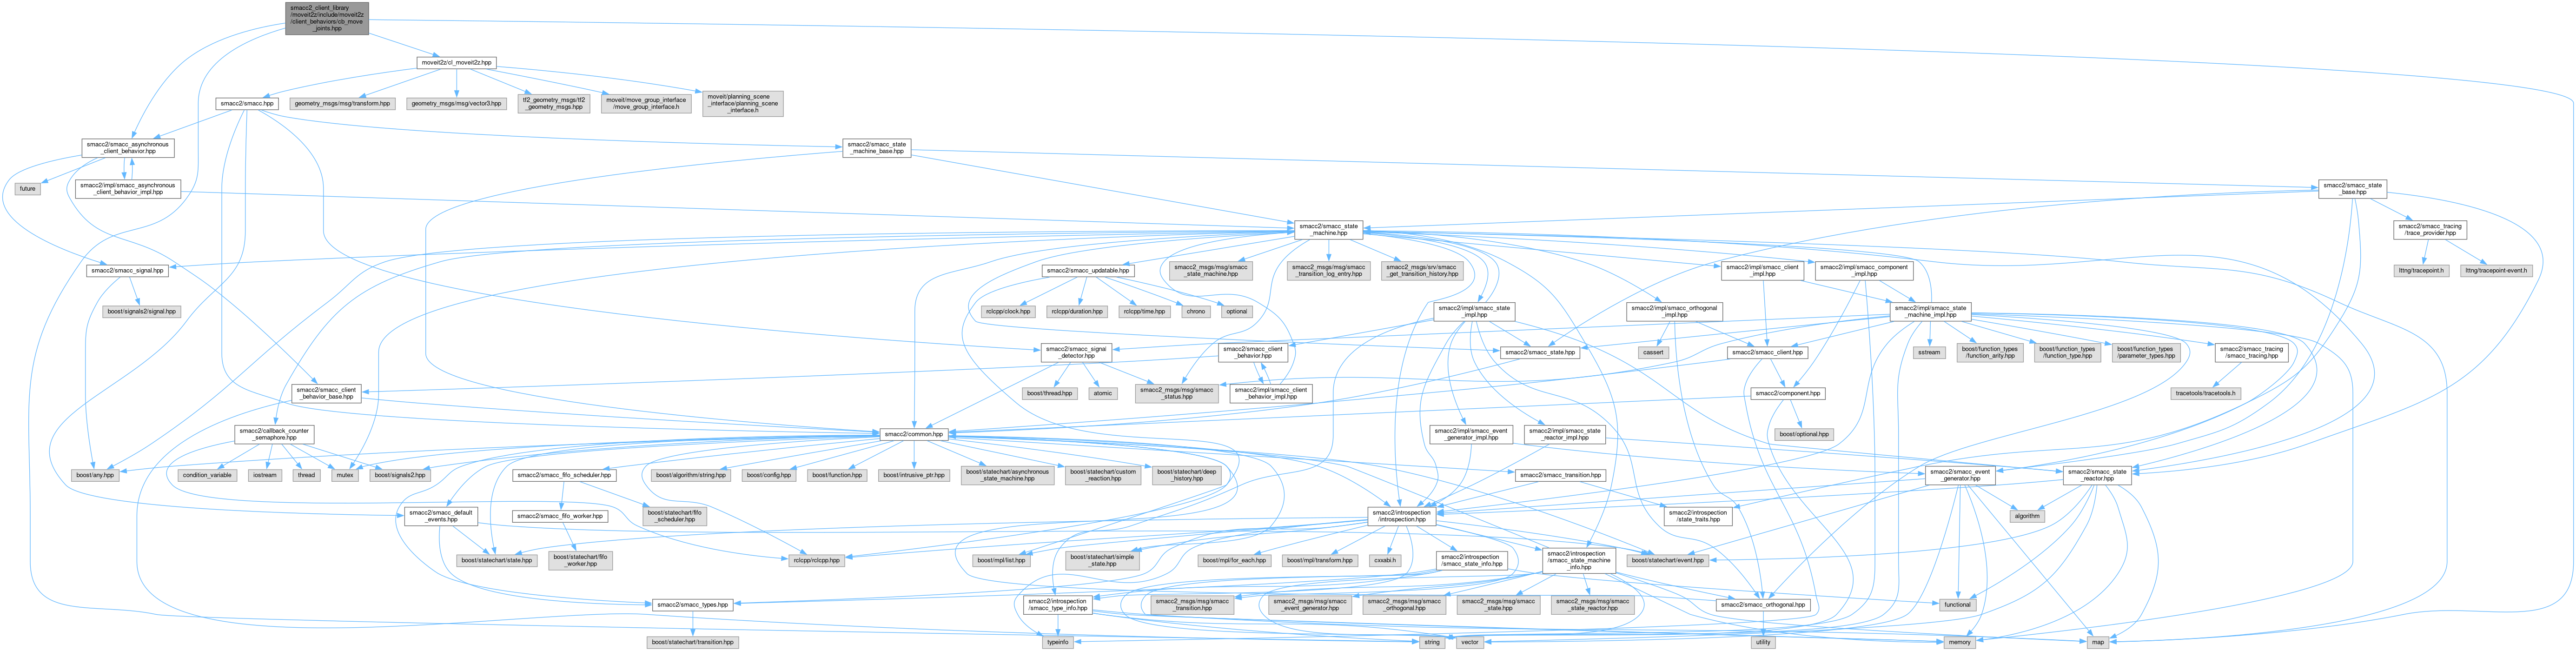 smacc2_client_library
/moveit2z/include/moveit2z
/client_behaviors/cb_move
_joints.hpp
moveit2z/cl_moveit2z.hpp
smacc2/smacc.hpp
geometry_msgs/msg/transform.hpp
geometry_msgs/msg/vector3.hpp
tf2_geometry_msgs/tf2
_geometry_msgs.hpp
moveit/move_group_interface
/move_group_interface.h
moveit/planning_scene
_interface/planning_scene
_interface.h
smacc2/smacc_asynchronous
_client_behavior.hpp
smacc2/smacc_state
_machine_base.hpp
future
smacc2/impl/smacc_asynchronous
_client_behavior_impl.hpp
smacc2/smacc_state
_base.hpp
smacc2/smacc_state
_machine.hpp
smacc2/smacc_tracing
/trace_provider.hpp
smacc2/smacc_signal.hpp
smacc2/smacc_updatable.hpp
smacc2_msgs/msg/smacc
_state_machine.hpp
smacc2_msgs/msg/smacc
_transition_log_entry.hpp
smacc2_msgs/srv/smacc
_get_transition_history.hpp
smacc2/impl/smacc_client
_impl.hpp
smacc2/impl/smacc_component
_impl.hpp
lttng/tracepoint.h
lttng/tracepoint-event.h
boost/signals2/signal.hpp
rclcpp/clock.hpp
rclcpp/duration.hpp
rclcpp/time.hpp
chrono
optional
smacc2/impl/smacc_state
_impl.hpp
smacc2/impl/smacc_orthogonal
_impl.hpp
smacc2/impl/smacc_state
_machine_impl.hpp
smacc2/smacc_signal
_detector.hpp
smacc2/smacc_client
_behavior.hpp
smacc2/smacc_state.hpp
cassert
smacc2/smacc_client.hpp
sstream
boost/function_types
/function_arity.hpp
boost/function_types
/function_type.hpp
boost/function_types
/parameter_types.hpp
smacc2/smacc_tracing
/smacc_tracing.hpp
smacc2/smacc_client
_behavior_base.hpp
boost/thread.hpp
atomic
smacc2_msgs/msg/smacc
_status.hpp
smacc2/impl/smacc_client
_behavior_impl.hpp
smacc2/component.hpp
tracetools/tracetools.h
smacc2/callback_counter
_semaphore.hpp
smacc2/common.hpp
smacc2/impl/smacc_event
_generator_impl.hpp
smacc2/impl/smacc_state
_reactor_impl.hpp
boost/optional.hpp
boost/any.hpp
condition_variable
iostream
thread
mutex
boost/signals2.hpp
smacc2/smacc_fifo_scheduler.hpp
boost/algorithm/string.hpp
boost/config.hpp
boost/function.hpp
boost/intrusive_ptr.hpp
boost/statechart/asynchronous
_state_machine.hpp
boost/statechart/custom
_reaction.hpp
boost/statechart/deep
_history.hpp
smacc2/smacc_transition.hpp
smacc2/smacc_event
_generator.hpp
smacc2/smacc_state
_reactor.hpp
smacc2/smacc_default
_events.hpp
smacc2/smacc_fifo_worker.hpp
boost/statechart/fifo
_scheduler.hpp
smacc2/introspection
/introspection.hpp
smacc2/introspection
/state_traits.hpp
algorithm
boost/statechart/state.hpp
boost/statechart/fifo
_worker.hpp
rclcpp/rclcpp.hpp
boost/mpl/list.hpp
boost/statechart/simple
_state.hpp
boost/mpl/for_each.hpp
boost/mpl/transform.hpp
cxxabi.h
smacc2/introspection
/smacc_state_info.hpp
smacc2/introspection
/smacc_state_machine
_info.hpp
boost/statechart/event.hpp
smacc2/smacc_types.hpp
smacc2/introspection
/smacc_type_info.hpp
smacc2_msgs/msg/smacc
_transition.hpp
smacc2_msgs/msg/smacc
_event_generator.hpp
smacc2_msgs/msg/smacc
_orthogonal.hpp
smacc2_msgs/msg/smacc
_state.hpp
smacc2_msgs/msg/smacc
_state_reactor.hpp
smacc2/smacc_orthogonal.hpp
functional
boost/statechart/transition.hpp
typeinfo
string
vector
utility
memory
map